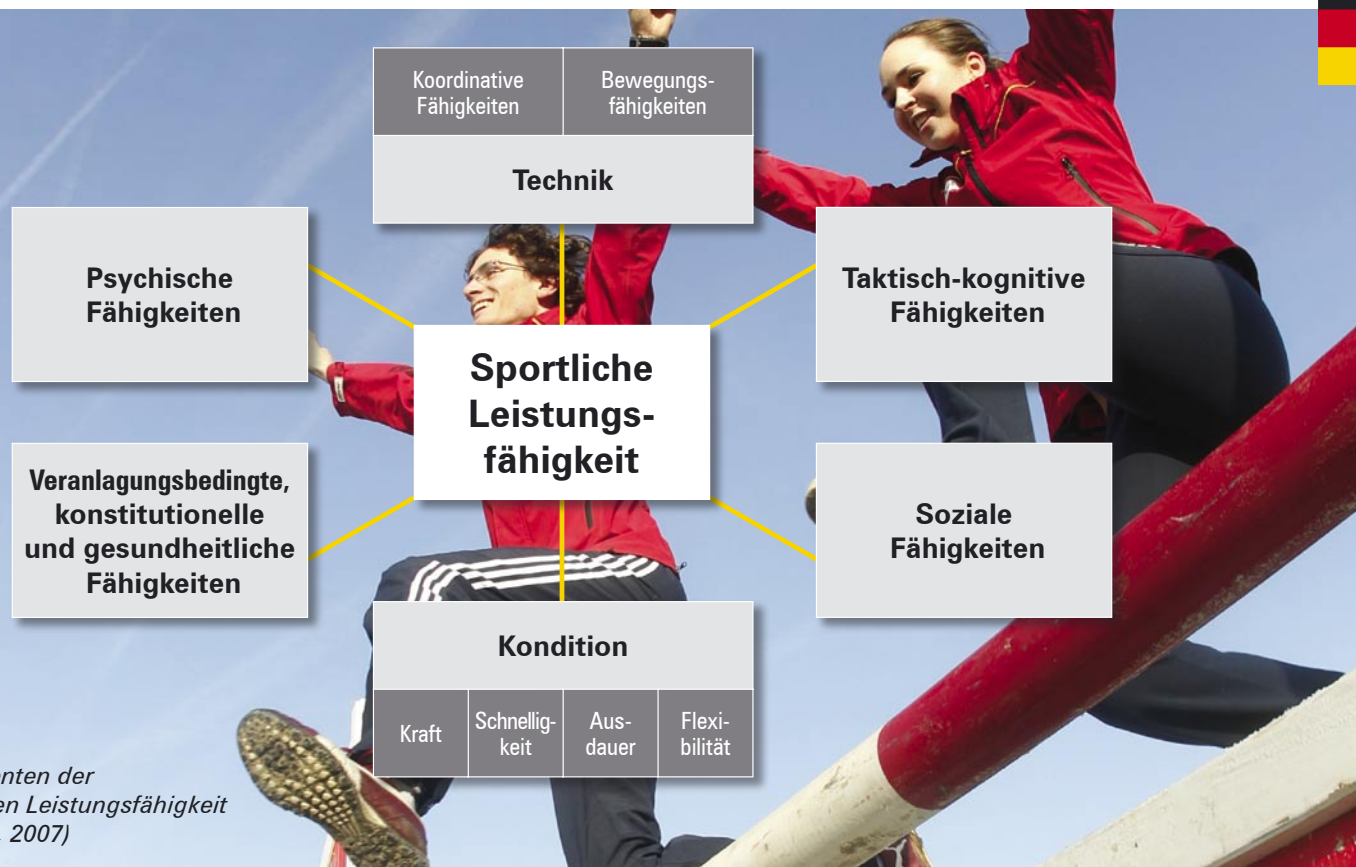 Koordinative
Fähigkeiten
Bewegungs-
fähigkeiten
Technik
Psychische
Fähigkeiten
Taktisch-kognitive
Fähigkeiten
Sportliche
Leistungs-
fähigkeit
Veranlagungsbedingte,
konstitutionelle
und gesundheitliche
Fähigkeiten
Soziale
Fähigkeiten
Kondition
Kraft
Schnellig-
keit
Aus-
dauer
Flexi-
bilität
der
Leistungsfähigkeit
2007)